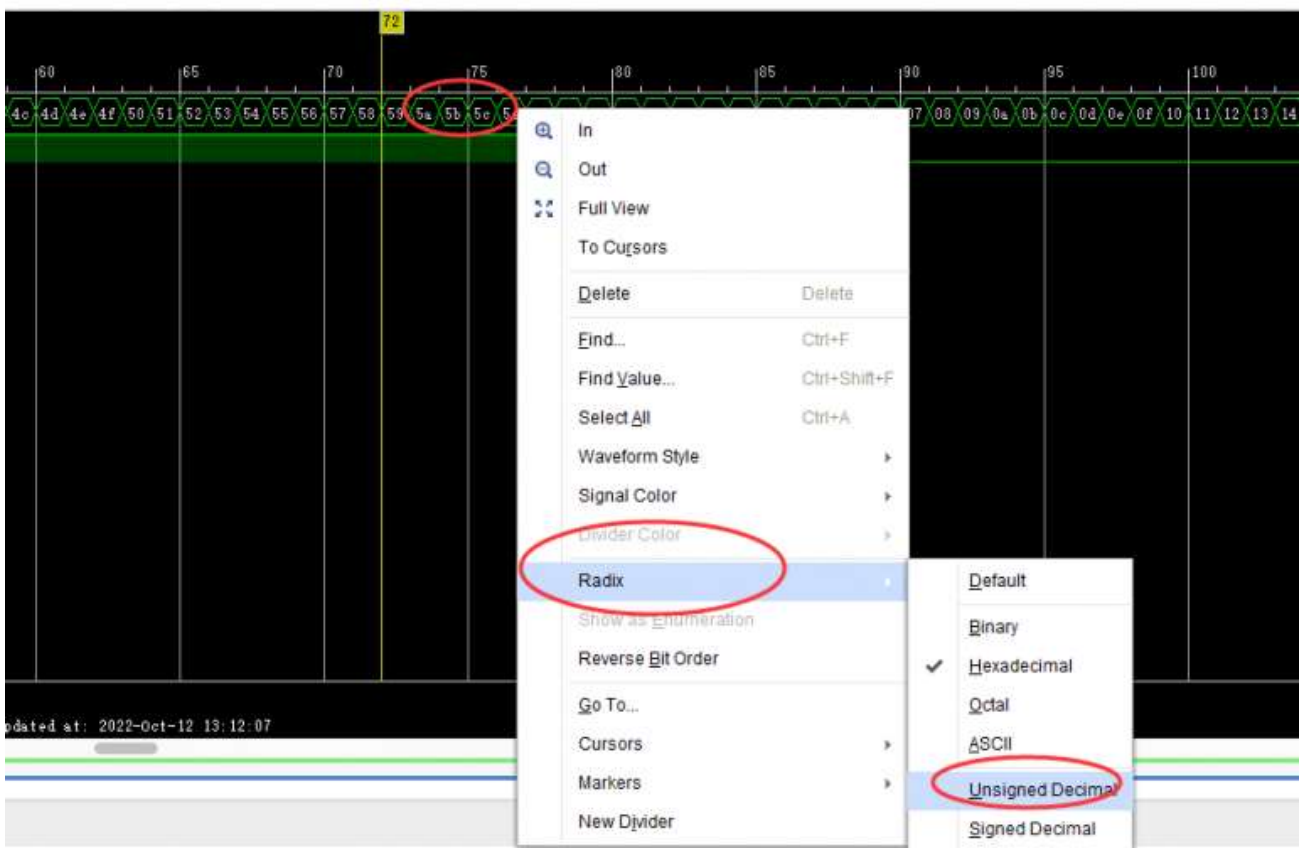 72
60 65 70 75 80 85 90 95 100
4c 4d 4e 4f 50 51 52 53 54 55 56 57 58 59 5a 5b 5c 07 08 09 0a 0b 0c 0d 0e 0f 10 11 12 13 14
In
Out
Full View
To Cursors
Delete Delete
Find... Ctrl+F
Find Value... Ctrl+Shift+F
Select All Ctrl+A
Waveform Style
Signal Color
Divider Color
Radix
Default
Show as Enumeration
Binary
Reverse Bit Order
Hexadecimal
Go To...
Octal
pdated at: 2022-Oct-12 13:12:07
Cursors
ASCII
Markers
Unsigned Decimal
New Divider
Signed Decimal